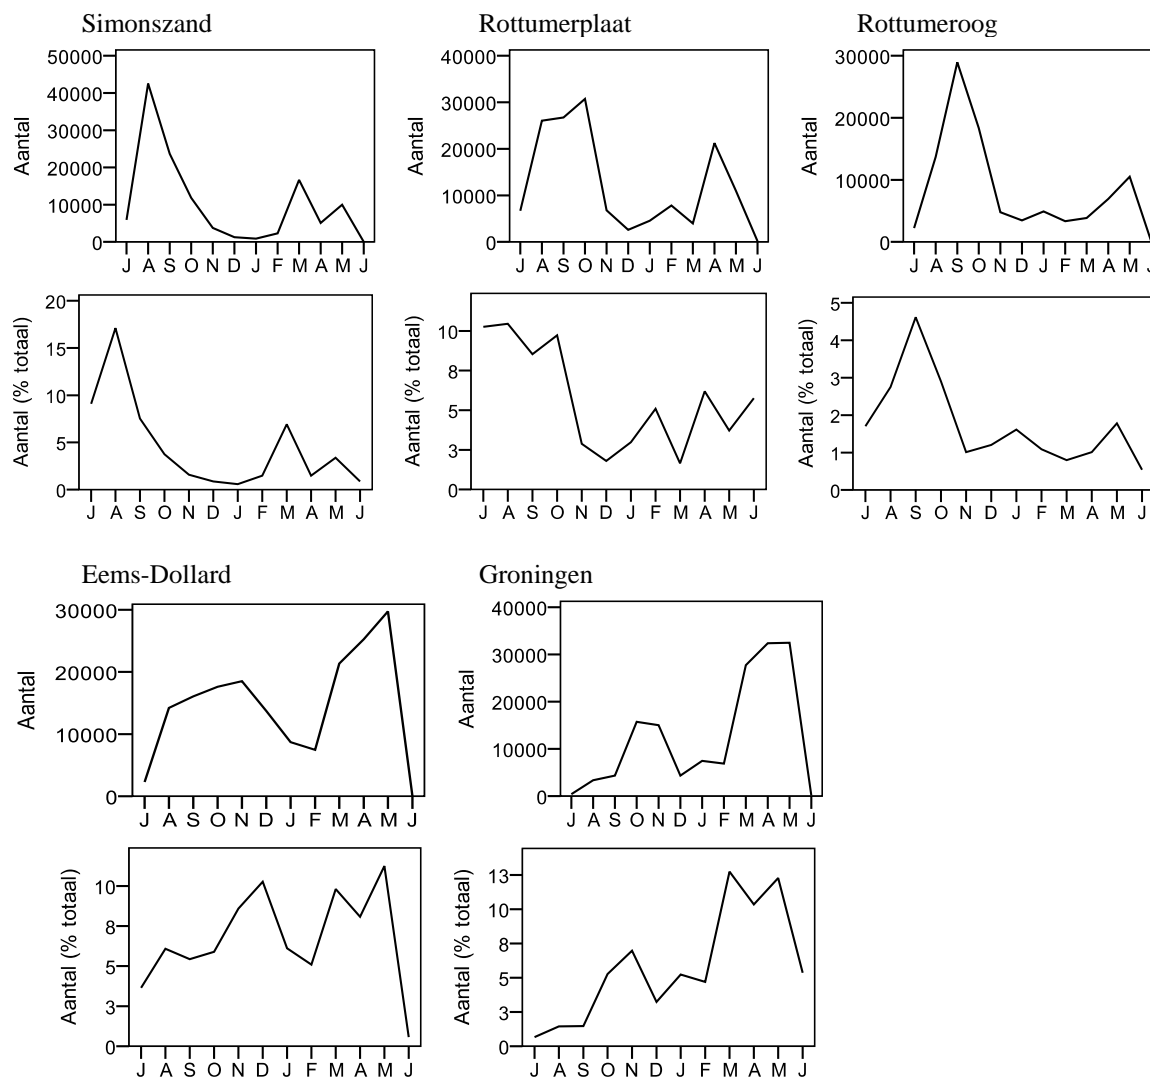 Simonszand
50000
40000
30000
20000
10000
0
Aantal
J A S O N D J F M A M J
20
15
10
5
0
Aantal (% totaal)
J A S O N D J F M A M J
Rottumerplaat
40000
30000
20000
10000
0
Aantal
J A S O N D J F M A M J
10
8
5
3
0
Aantal (% totaal)
J A S O N D J F M A M J
Rottumeroog
30000
20000
10000
0
Aantal
J A S O N D J F M A M J
5
4
3
2
1
0
Aantal (% totaal)
J A S O N D J F M A M J
Eems-Dollard
30000
20000
10000
0
Aantal
J A S O N D J F M A M J
10
8
5
3
0
Aantal (% totaal)
J A S O N D J F M A M J
Groningen
40000
30000
20000
10000
0
Aantal
J A S O N D J F M A M J
13
10
8
5
3
0
Aantal (% totaal)
J A S O N D J F M A M J